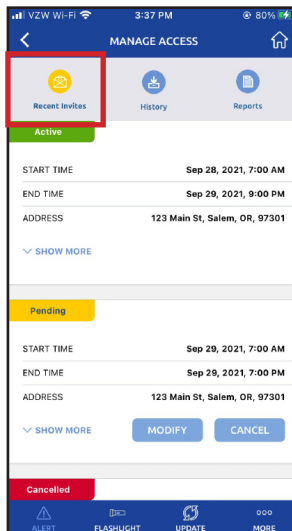 VZW Wi-Fi 3:37 PM 80%
MANAGE ACCESS
Recent Invites History Reports
Active
START TIME Sep 28, 2021, 7:00 AM
END TIME Sep 29, 2021, 9:00 PM
ADDRESS 123 Main St, Salem, OR, 97301
SHOW MORE
Pending
START TIME Sep 29, 2021, 7:00 AM
END TIME Sep 29, 2021, 7:00 PM
ADDRESS 123 Main St, Salem, OR, 97301
SHOW MORE MODIFY CANCEL
Cancelled
ALERT FLASHLIGHT UPDATE MORE